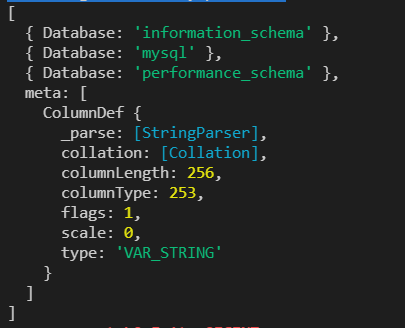 [
  { Database: 'information_schema' },
  { Database: 'mysql' },
  { Database: 'performance_schema' },
  meta: [
    ColumnDef {
      _parse: [StringParser],
      collation: [Collation],
      columnLength: 256,
      columnType: 253,
      flags: 1,
      scale: 0,
      type: 'VAR_STRING'
    }
  ]
]